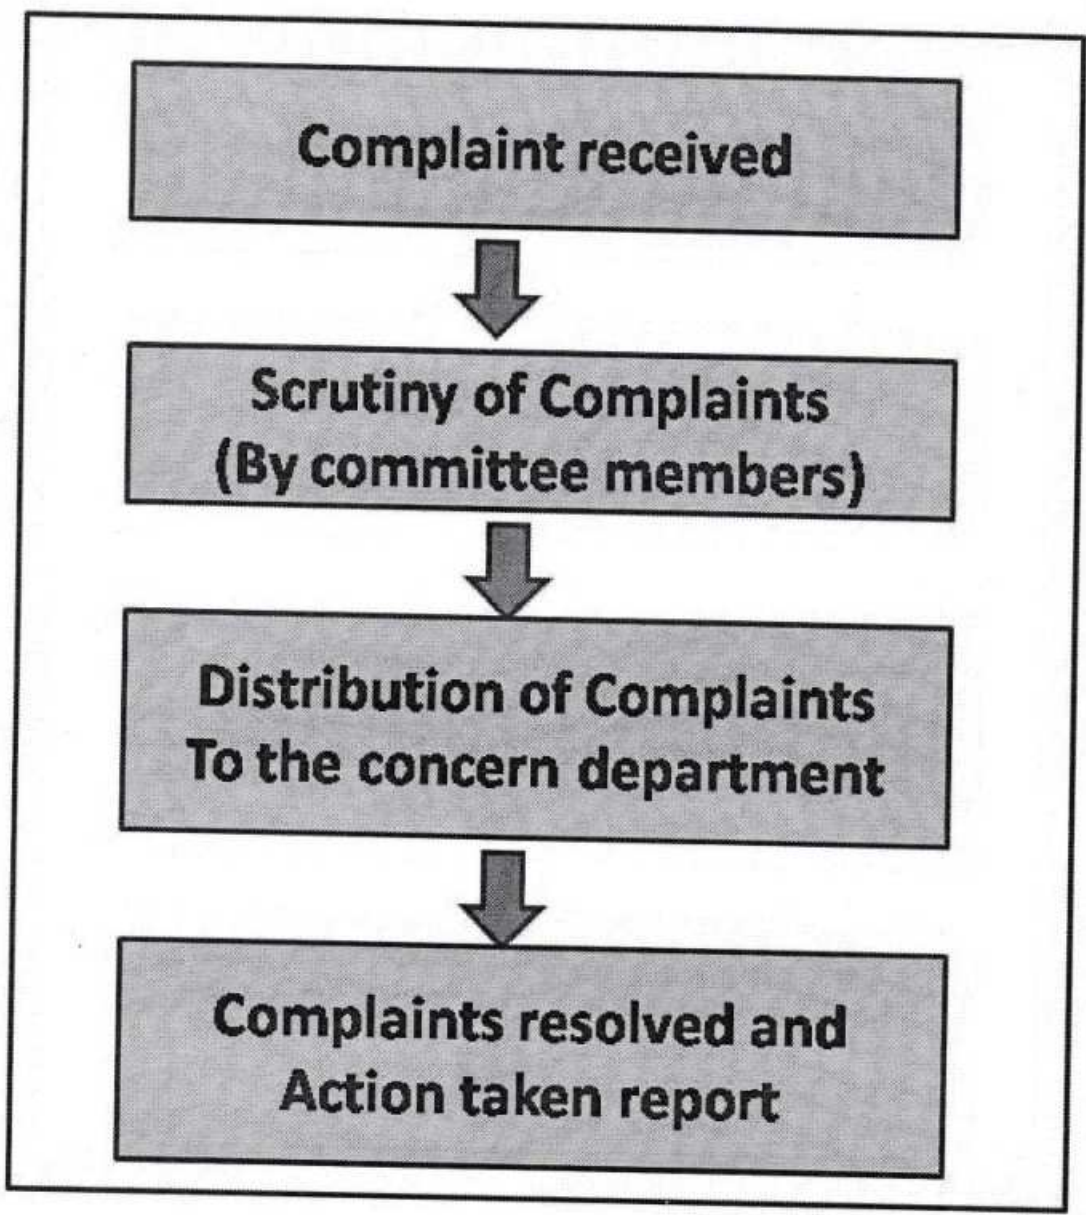 Complaint received
Scrutiny of Complaints
(By committee members)
Distribution of Complaints
To the concern department
Complaints resolved and
Action taken report